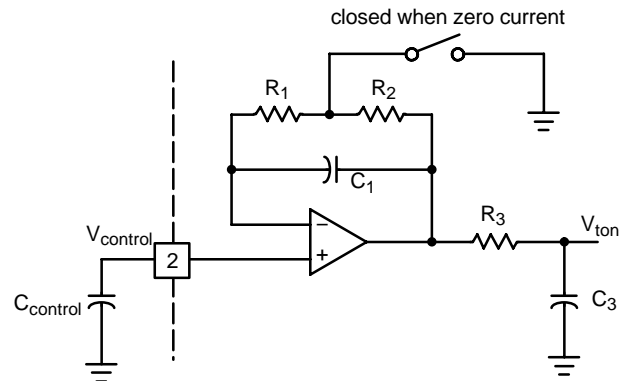 closed when zero current
R1
R2
C1
R3
Vton
Vcontrol
2
−
+
Ccontrol
C3